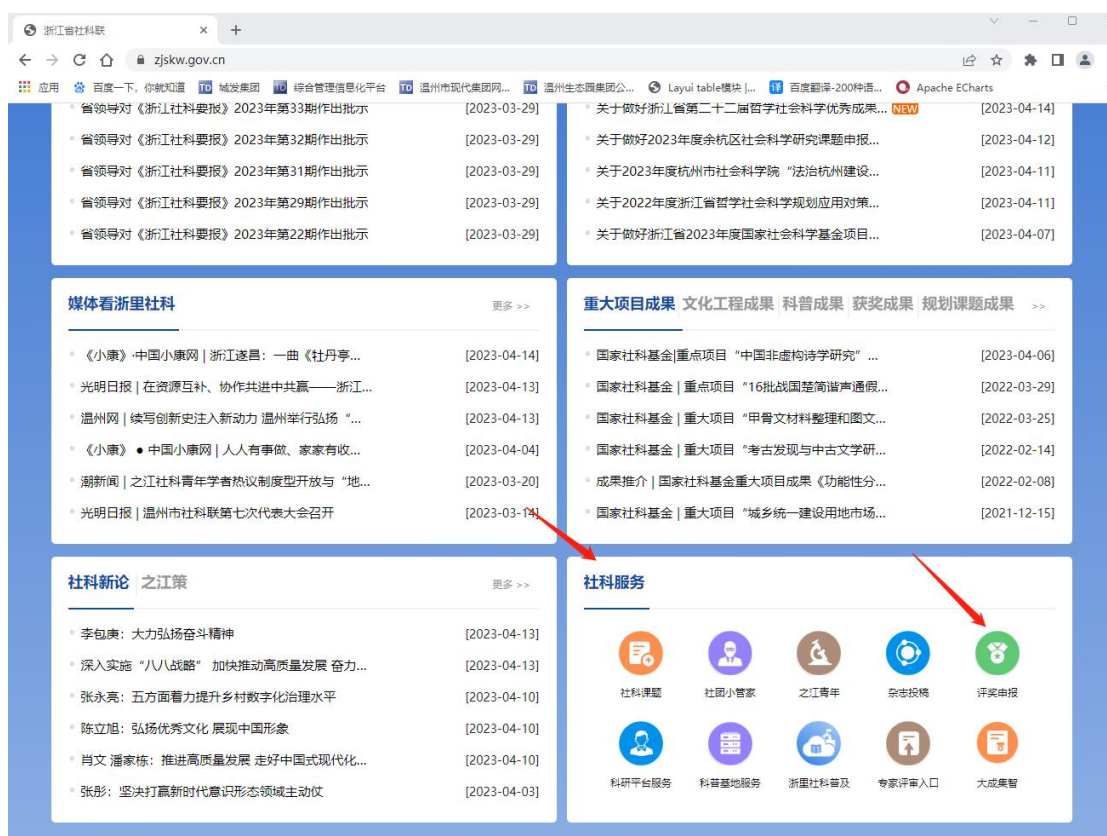 浙江省社科联
zjskw.gov.cn
应用 百度一下，你就知道 城发集团 综合管理信息化平台 温州市现代集团网... 温州生态园集团公... Layui table模块 |... 百度翻译-200种语... Apache ECharts
省领导对《浙江社科要报》2023年第33期作出批示 [2023-03-29]
省领导对《浙江社科要报》2023年第32期作出批示 [2023-03-29]
省领导对《浙江社科要报》2023年第31期作出批示 [2023-03-29]
省领导对《浙江社科要报》2023年第29期作出批示 [2023-03-29]
省领导对《浙江社科要报》2023年第22期作出批示 [2023-03-29]
关于做好浙江省第二十二届哲学社会科学优秀成果... NEW [2023-04-14]
关于做好2023年度余杭区社会科学研究课题申报... [2023-04-12]
关于2023年度杭州市社会科学院“法治杭州建设... [2023-04-11]
关于2022年度浙江省哲学社会科学规划应用对策... [2023-04-11]
关于做好浙江省2023年度国家社会科学基金项目... [2023-04-07]
媒体看浙里社科 更多 >>
《小康》·中国小康网 | 浙江遂昌：一曲《牡丹亭... [2023-04-14]
光明日报 | 在资源互补、协作共进中共赢——浙江... [2023-04-13]
温州网 | 续写创新史注入新动力 温州举行弘扬“... [2023-04-13]
《小康》 ● 中国小康网 | 人人有事做、家家有收... [2023-04-04]
潮新闻 | 之江社科青年学者热议制度型开放与“地... [2023-03-20]
光明日报 | 温州市社科联第七次代表大会召开 [2023-03-14]
重大项目成果 文化工程成果 科普成果 获奖成果 规划课题成果 >>
国家社科基金|重点项目“中国非虚构诗学研究” ... [2023-04-06]
国家社科基金 | 重点项目“16批战国楚简谐声通假... [2022-03-29]
国家社科基金 | 重大项目“甲骨文材料整理和图文... [2022-03-25]
国家社科基金 | 重大项目“考古发现与中古文学研... [2022-02-14]
成果推介 | 国家社科基金重大项目成果《功能性分... [2022-02-08]
国家社科基金 | 重大项目“城乡统一建设用地市场... [2021-12-15]
社科新论 之江策 更多 >>
李包庚：大力弘扬奋斗精神 [2023-04-13]
深入实施“八八战略” 加快推动高质量发展 奋力... [2023-04-13]
张永亮：五方面着力提升乡村数字化治理水平 [2023-04-10]
陈立旭：弘扬优秀文化 展现中国形象 [2023-04-10]
肖文 潘家栋：推进高质量发展 走好中国式现代化... [2023-04-10]
张彤：坚决打赢新时代意识形态领域主动仗 [2023-04-03]
社科服务
社科课题 社团小管家 之江青年 杂志投稿 评奖申报
科研平台服务 科普基地服务 浙里社科普及 专家评审入口 大成集智